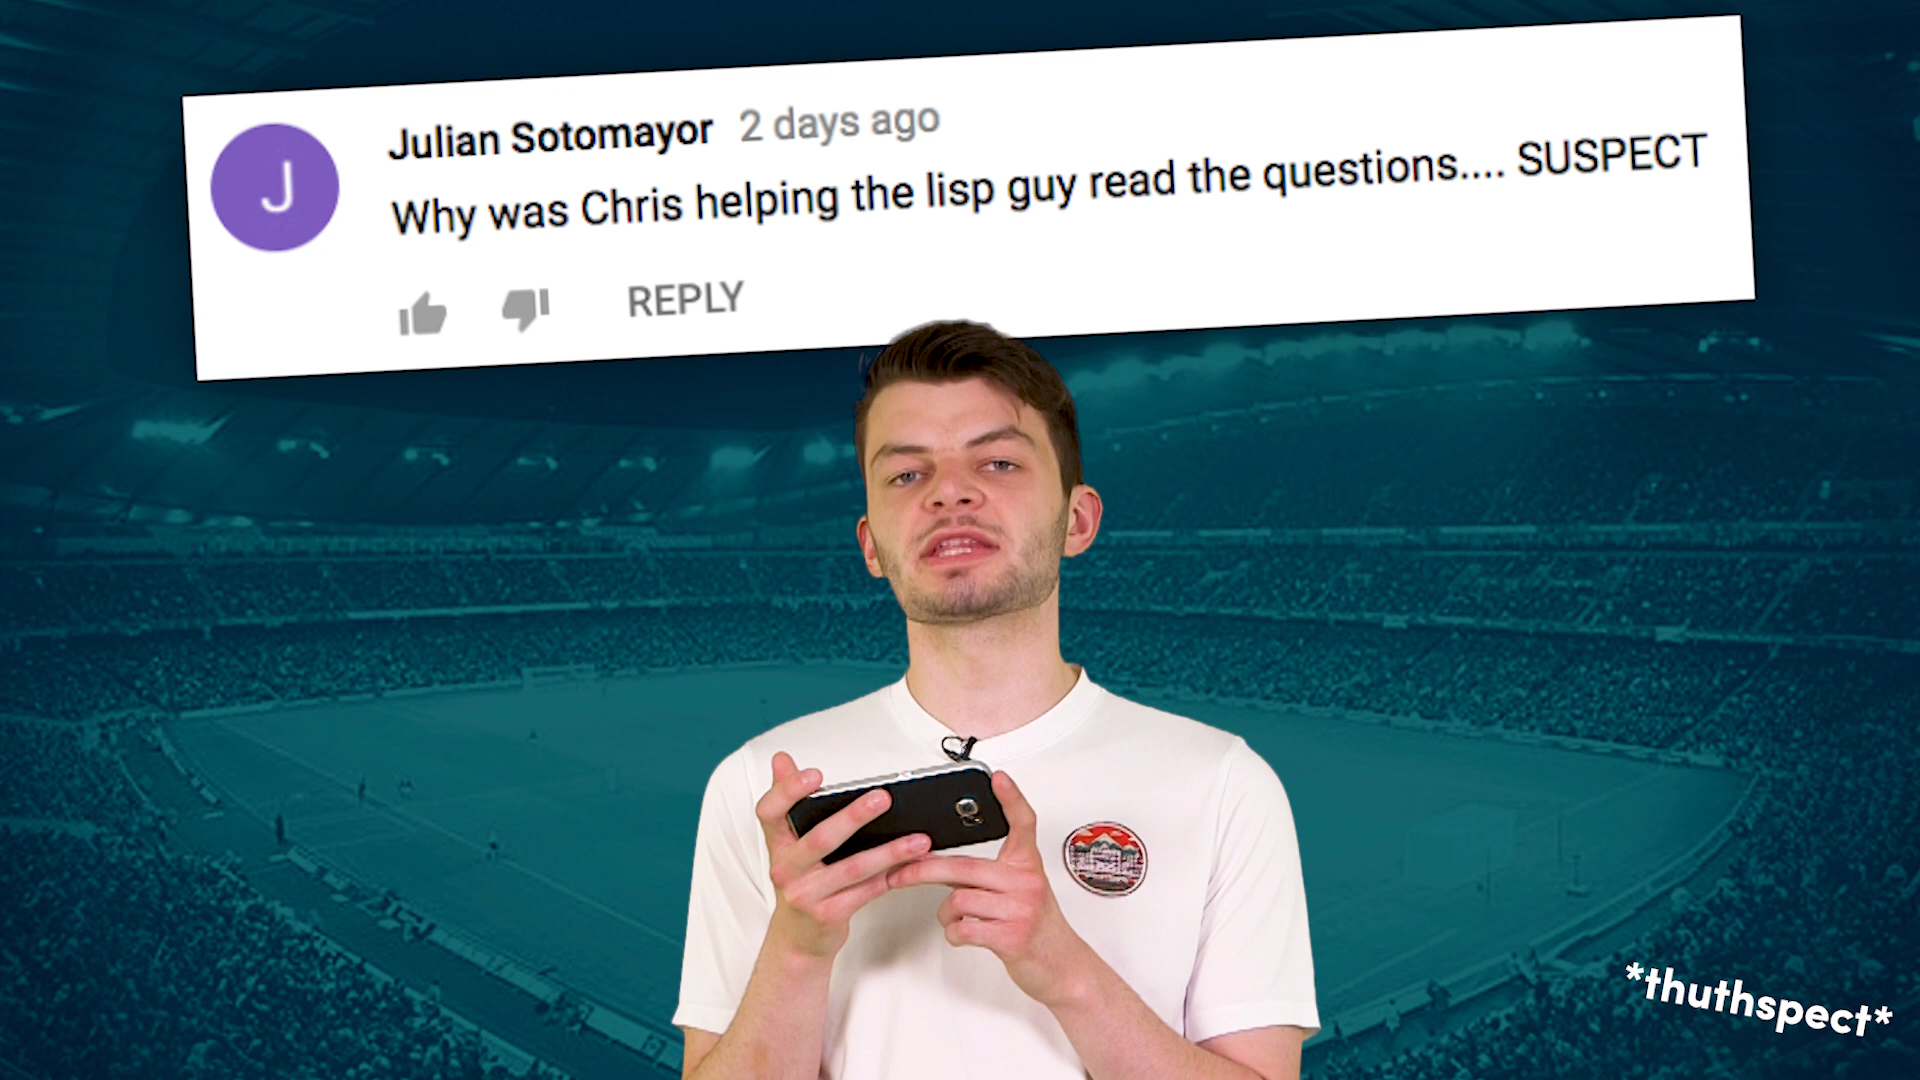 Julian Sotomayor 2 days ago
Why was Chris helping the lisp guy read the questions.... SUSPECT
REPLY
*thuthspect*